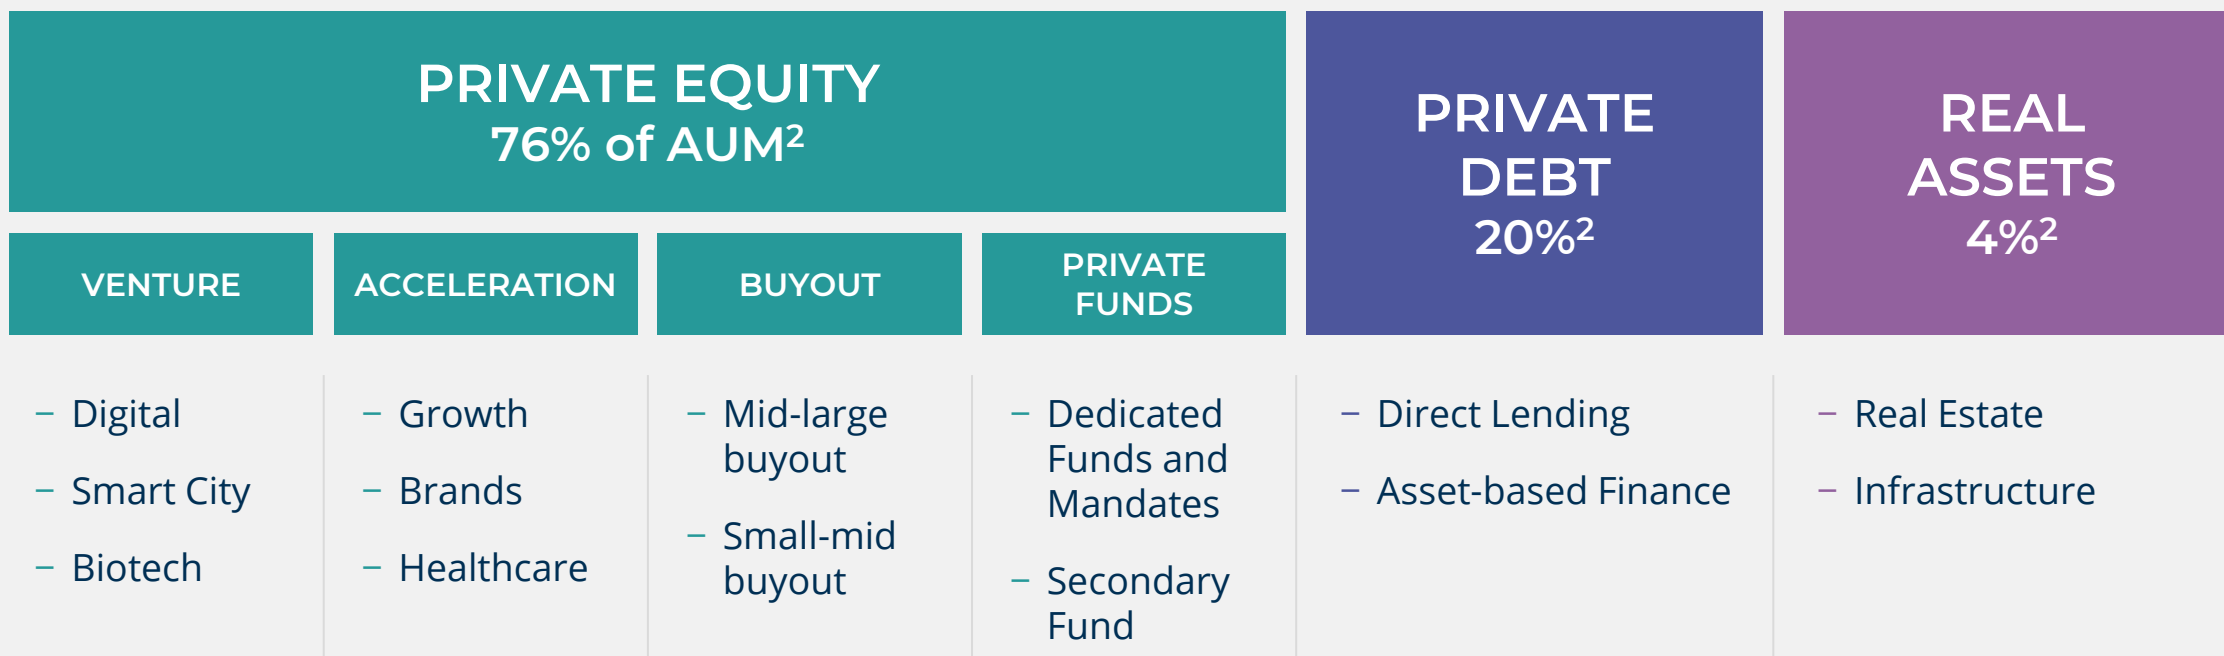 PRIVATE EQUITY
76% of AUM²
PRIVATE
DEBT
20%²
REAL
ASSETS
4%²
VENTURE
ACCELERATION
BUYOUT
PRIVATE
FUNDS
– Digital
– Smart City
– Biotech
– Growth
– Brands
– Healthcare
– Mid-large
buyout
– Small-mid
buyout
– Dedicated
Funds and
Mandates
– Secondary
Fund
– Direct Lending
– Asset-based Finance
– Real Estate
– Infrastructure